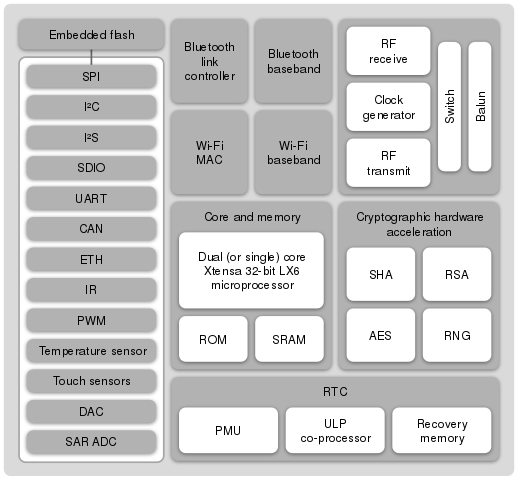 Embedded flash
SPI
I²C
I²S
SDIO
UART
CAN
ETH
IR
PWM
Temperature sensor
Touch sensors
DAC
SAR ADC
Bluetooth
link
controller
Bluetooth
baseband
Wi-Fi
MAC
Wi-Fi
baseband
RF
receive
Clock
generator
RF
transmit
Switch
Balun
Core and memory
Dual (or single) core
Xtensa 32-bit LX6
microprocessor
ROM
SRAM
Cryptographic hardware
acceleration
SHA
RSA
AES
RNG
RTC
PMU
ULP
co-processor
Recovery
memory